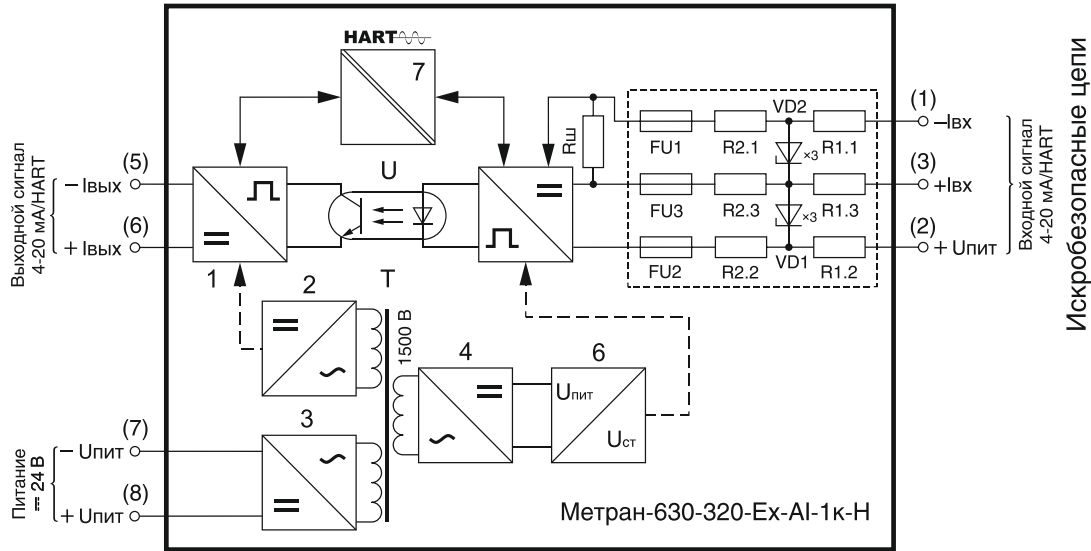 HART
7
U
Rш
FU1
R2.1
VD2
×3
R1.1
FU3
R2.3
×3
R1.3
FU2
R2.2
VD1
R1.2
(1)
–Iвх
(3)
+Iвх
(2)
+ Uпит
Входной сигнал
4-20 мА/HART
Искробезопасные цепи
Выходной сигнал
4-20 мА/HART
(5)
– Iвых
(6)
+ Iвых
1
2
T
1500 В
3
4
6
Uпит
Uст
Питание
⎓ 24 В
(7)
– Uпит
(8)
+ Uпит
Метран-630-320-Ех-АI-1к-Н